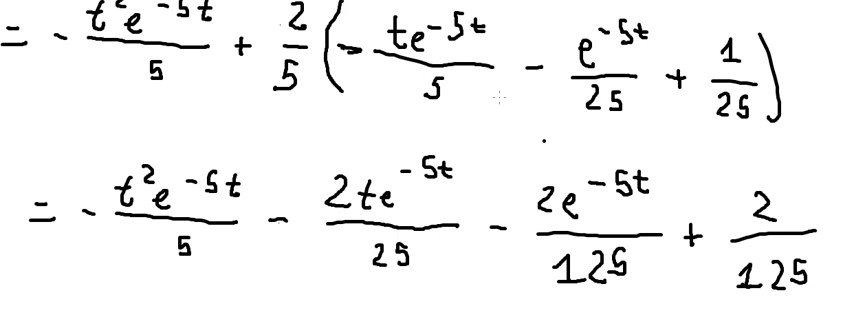 = - t²e^-5t/5 + 2/5 (- te^-5t/5 - e^-5t/25 + 1/25)
= - t²e^-5t/5 - 2te^-5t/25 - 2e^-5t/125 + 2/125